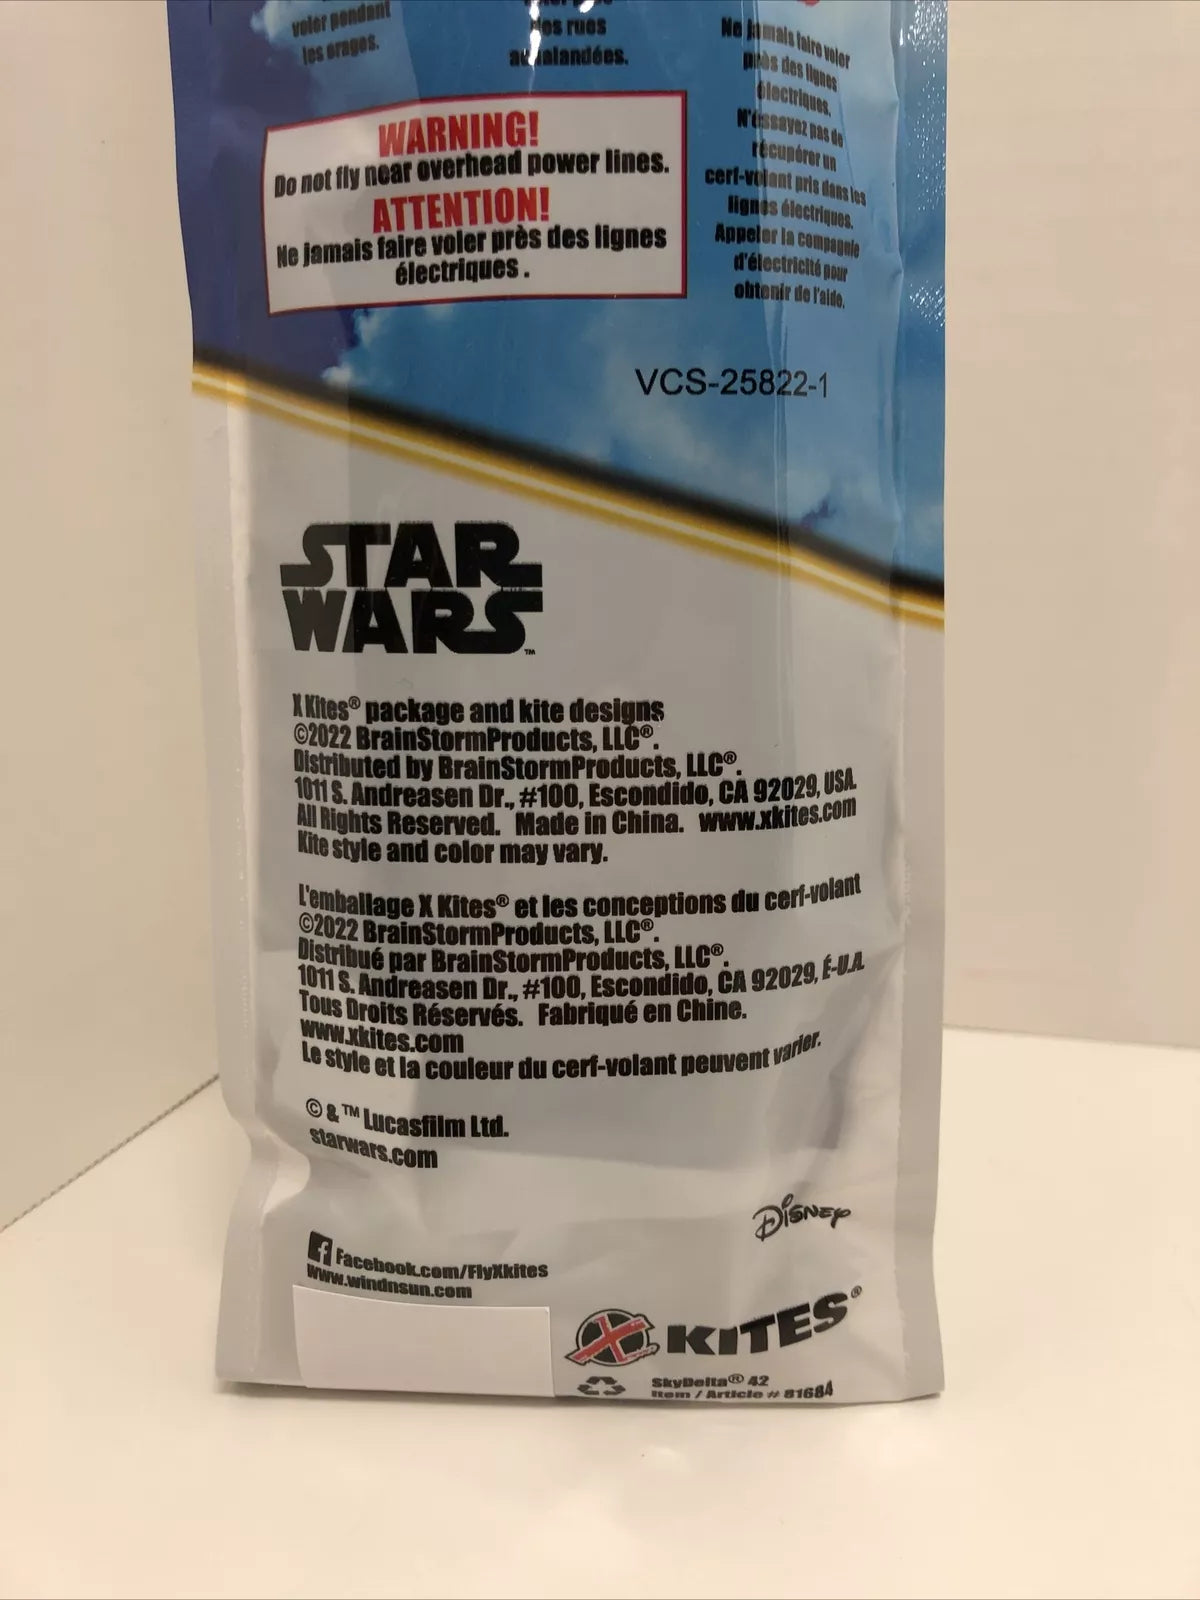 voler pendant
les orages.
des rues
Ne jamais faire voler
près des lignes
électriques.
N'essayez pas de
récupérer un
cerf-volant pris dans les
lignes électriques.
Appeler la compagnie
d'électricité pour
obtenir de l'aide.
WARNING!
Do not fly near overhead power lines.
ATTENTION!
Ne jamais faire voler près des lignes
électriques.
VCS-25822-1
STAR
WARS™
X Kites® package and kite designs
©2022 BrainStormProducts, LLC®.
Distributed by BrainStormProducts, LLC®.
1011 S. Andreasen Dr., #100, Escondido, CA 92029, USA.
All Rights Reserved. Made in China. www.xkites.com
Kite style and color may vary.
L'emballage X Kites® et les conceptions du cerf-volant
©2022 BrainStormProducts, LLC®.
Distribué par BrainStormProducts, LLC®.
1011 S. Andreasen Dr., #100, Escondido, CA 92029, É-U.A.
Tous Droits Réservés. Fabriqué en Chine.
www.xkites.com
Le style et la couleur du cerf-volant peuvent varier.
© & ™ Lucasfilm Ltd.
starwars.com
Disney
f Facebook.com/FlyXkites
www.windnsun.com
X KITES®
SkyDelta® 42
Item / Article # 81684